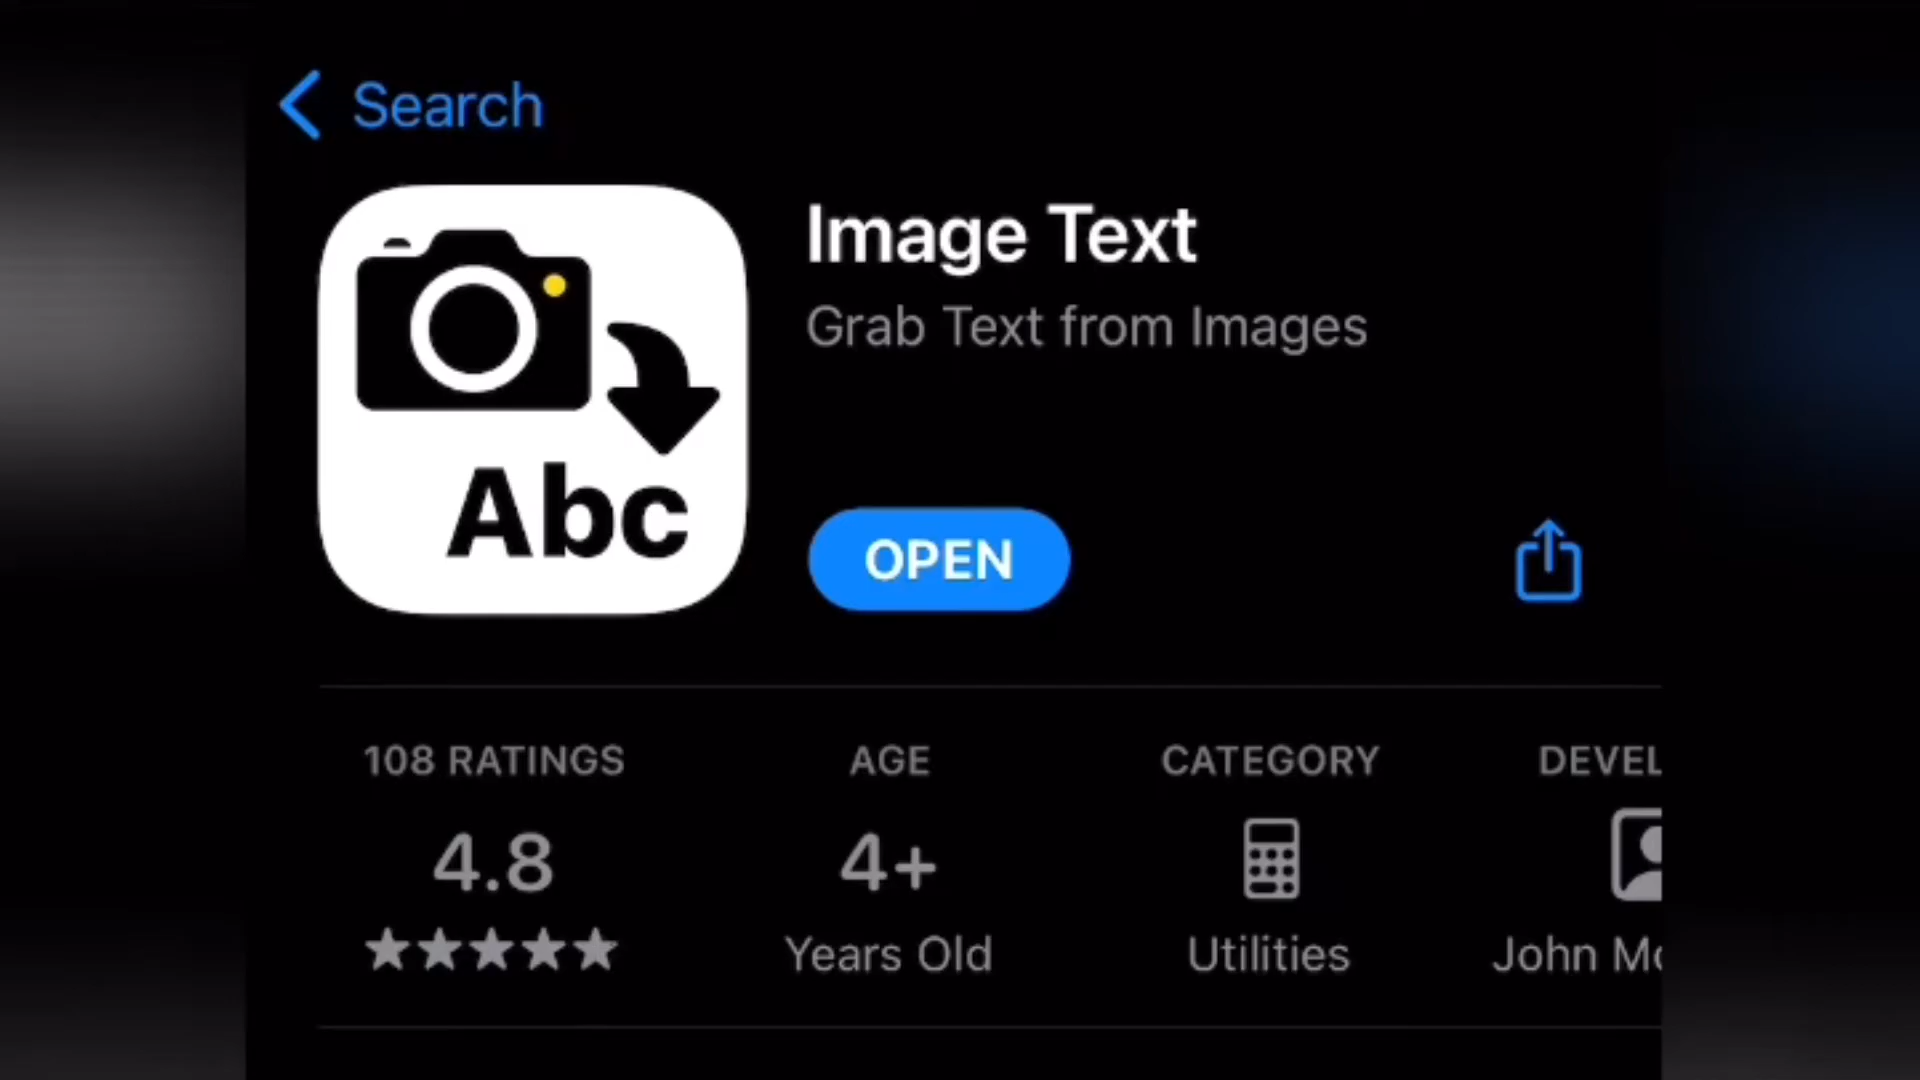 Search
Image Text
Grab Text from Images
Abc
OPEN
108 RATINGS
AGE
CATEGORY
4.8
4+
Years Old
Utilities
John